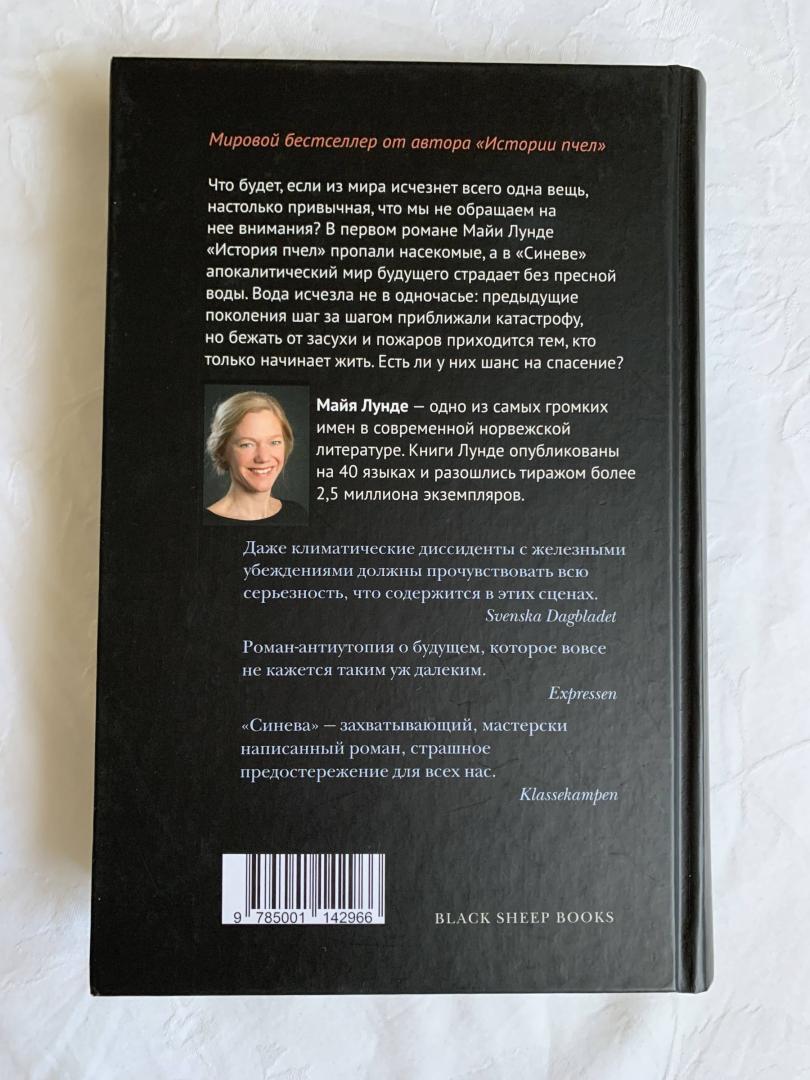 Мировой бестселлер от автора «Истории пчел»
Что будет, если из мира исчезнет всего одна вещь,
настолько привычная, что мы не обращаем на
нее внимания? В первом романе Майи Лунде
«История пчел» пропали насекомые, а в «Синеве»
апокалитический мир будущего страдает без пресной
воды. Вода исчезла не в одночасье: предыдущие
поколения шаг за шагом приближали катастрофу,
но бежать от засухи и пожаров приходится тем, кто
только начинает жить. Есть ли у них шанс на спасение?
Майя Лунде — одно из самых громких
имен в современной норвежской
литературе. Книги Лунде опубликованы
на 40 языках и разошлись тиражом более
2,5 миллиона экземпляров.
Даже климатические диссиденты с железными
убеждениями должны прочувствовать всю
серьезность, что содержится в этих сценах.
Svenska Dagbladet
Роман-антиутопия о будущем, которое вовсе
не кажется таким уж далеким.
Expressen
«Синева» — захватывающий, мастерски
написанный роман, страшное
предостережение для всех нас.
Klassekampen
9 785001 142966
BLACK SHEEP BOOKS